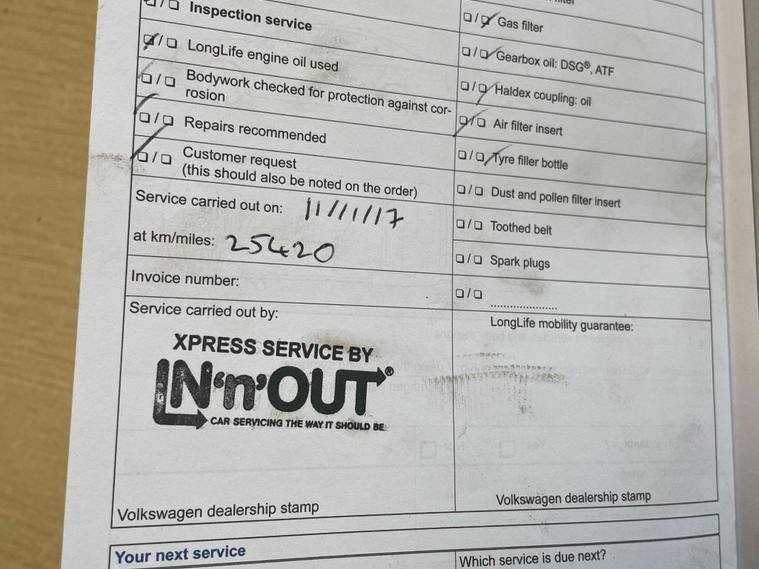 Inspection service
LongLife engine oil used
Bodywork checked for protection against cor-
rosion
Repairs recommended
Customer request
(this should also be noted on the order)
Service carried out on: 11/11/17
at km/miles: 25420
Invoice number:
Service carried out by:
XPRESS SERVICE BY
IN'n'OUT®
CAR SERVICING THE WAY IT SHOULD BE
Volkswagen dealership stamp
Your next service
Gas filter
Gearbox oil: DSG®, ATF
Haldex coupling: oil
Air filter insert
Tyre filler bottle
Dust and pollen filter insert
Toothed belt
Spark plugs
LongLife mobility guarantee:
Volkswagen dealership stamp
Which service is due next?